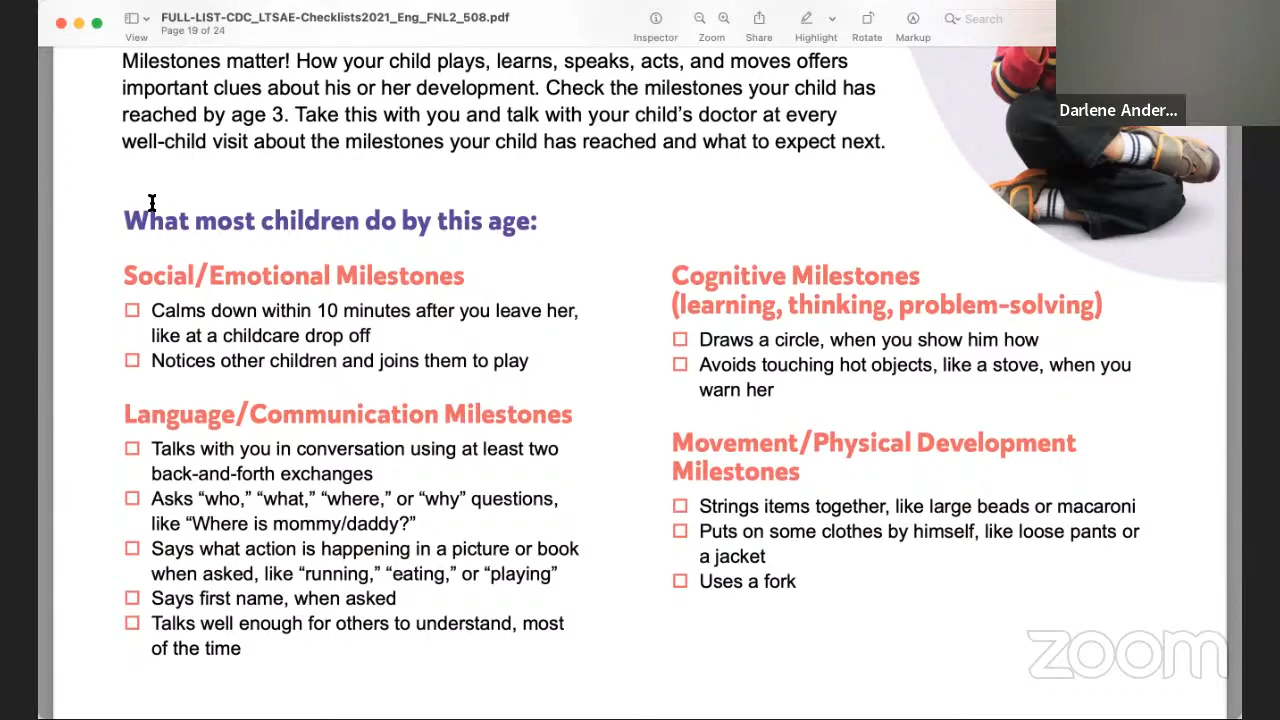 FULL-LIST-CDC_LTSAE-Checklists2021_Eng_FNL2_508.pdf
Page 19 of 24
View
Inspector
Zoom
Share
Highlight
Rotate
Markup
Search
Darlene Ander...
Milestones matter! How your child plays, learns, speaks, acts, and moves offers
important clues about his or her development. Check the milestones your child has
reached by age 3. Take this with you and talk with your child’s doctor at every
well-child visit about the milestones your child has reached and what to expect next.
What most children do by this age:
Social/Emotional Milestones
Calms down within 10 minutes after you leave her,
like at a childcare drop off
Notices other children and joins them to play
Language/Communication Milestones
Talks with you in conversation using at least two
back-and-forth exchanges
Asks “who,” “what,” “where,” or “why” questions,
like “Where is mommy/daddy?”
Says what action is happening in a picture or book
when asked, like “running,” “eating,” or “playing”
Says first name, when asked
Talks well enough for others to understand, most
of the time
Cognitive Milestones
(learning, thinking, problem-solving)
Draws a circle, when you show him how
Avoids touching hot objects, like a stove, when you
warn her
Movement/Physical Development
Milestones
Strings items together, like large beads or macaroni
Puts on some clothes by himself, like loose pants or
a jacket
Uses a fork
zoom